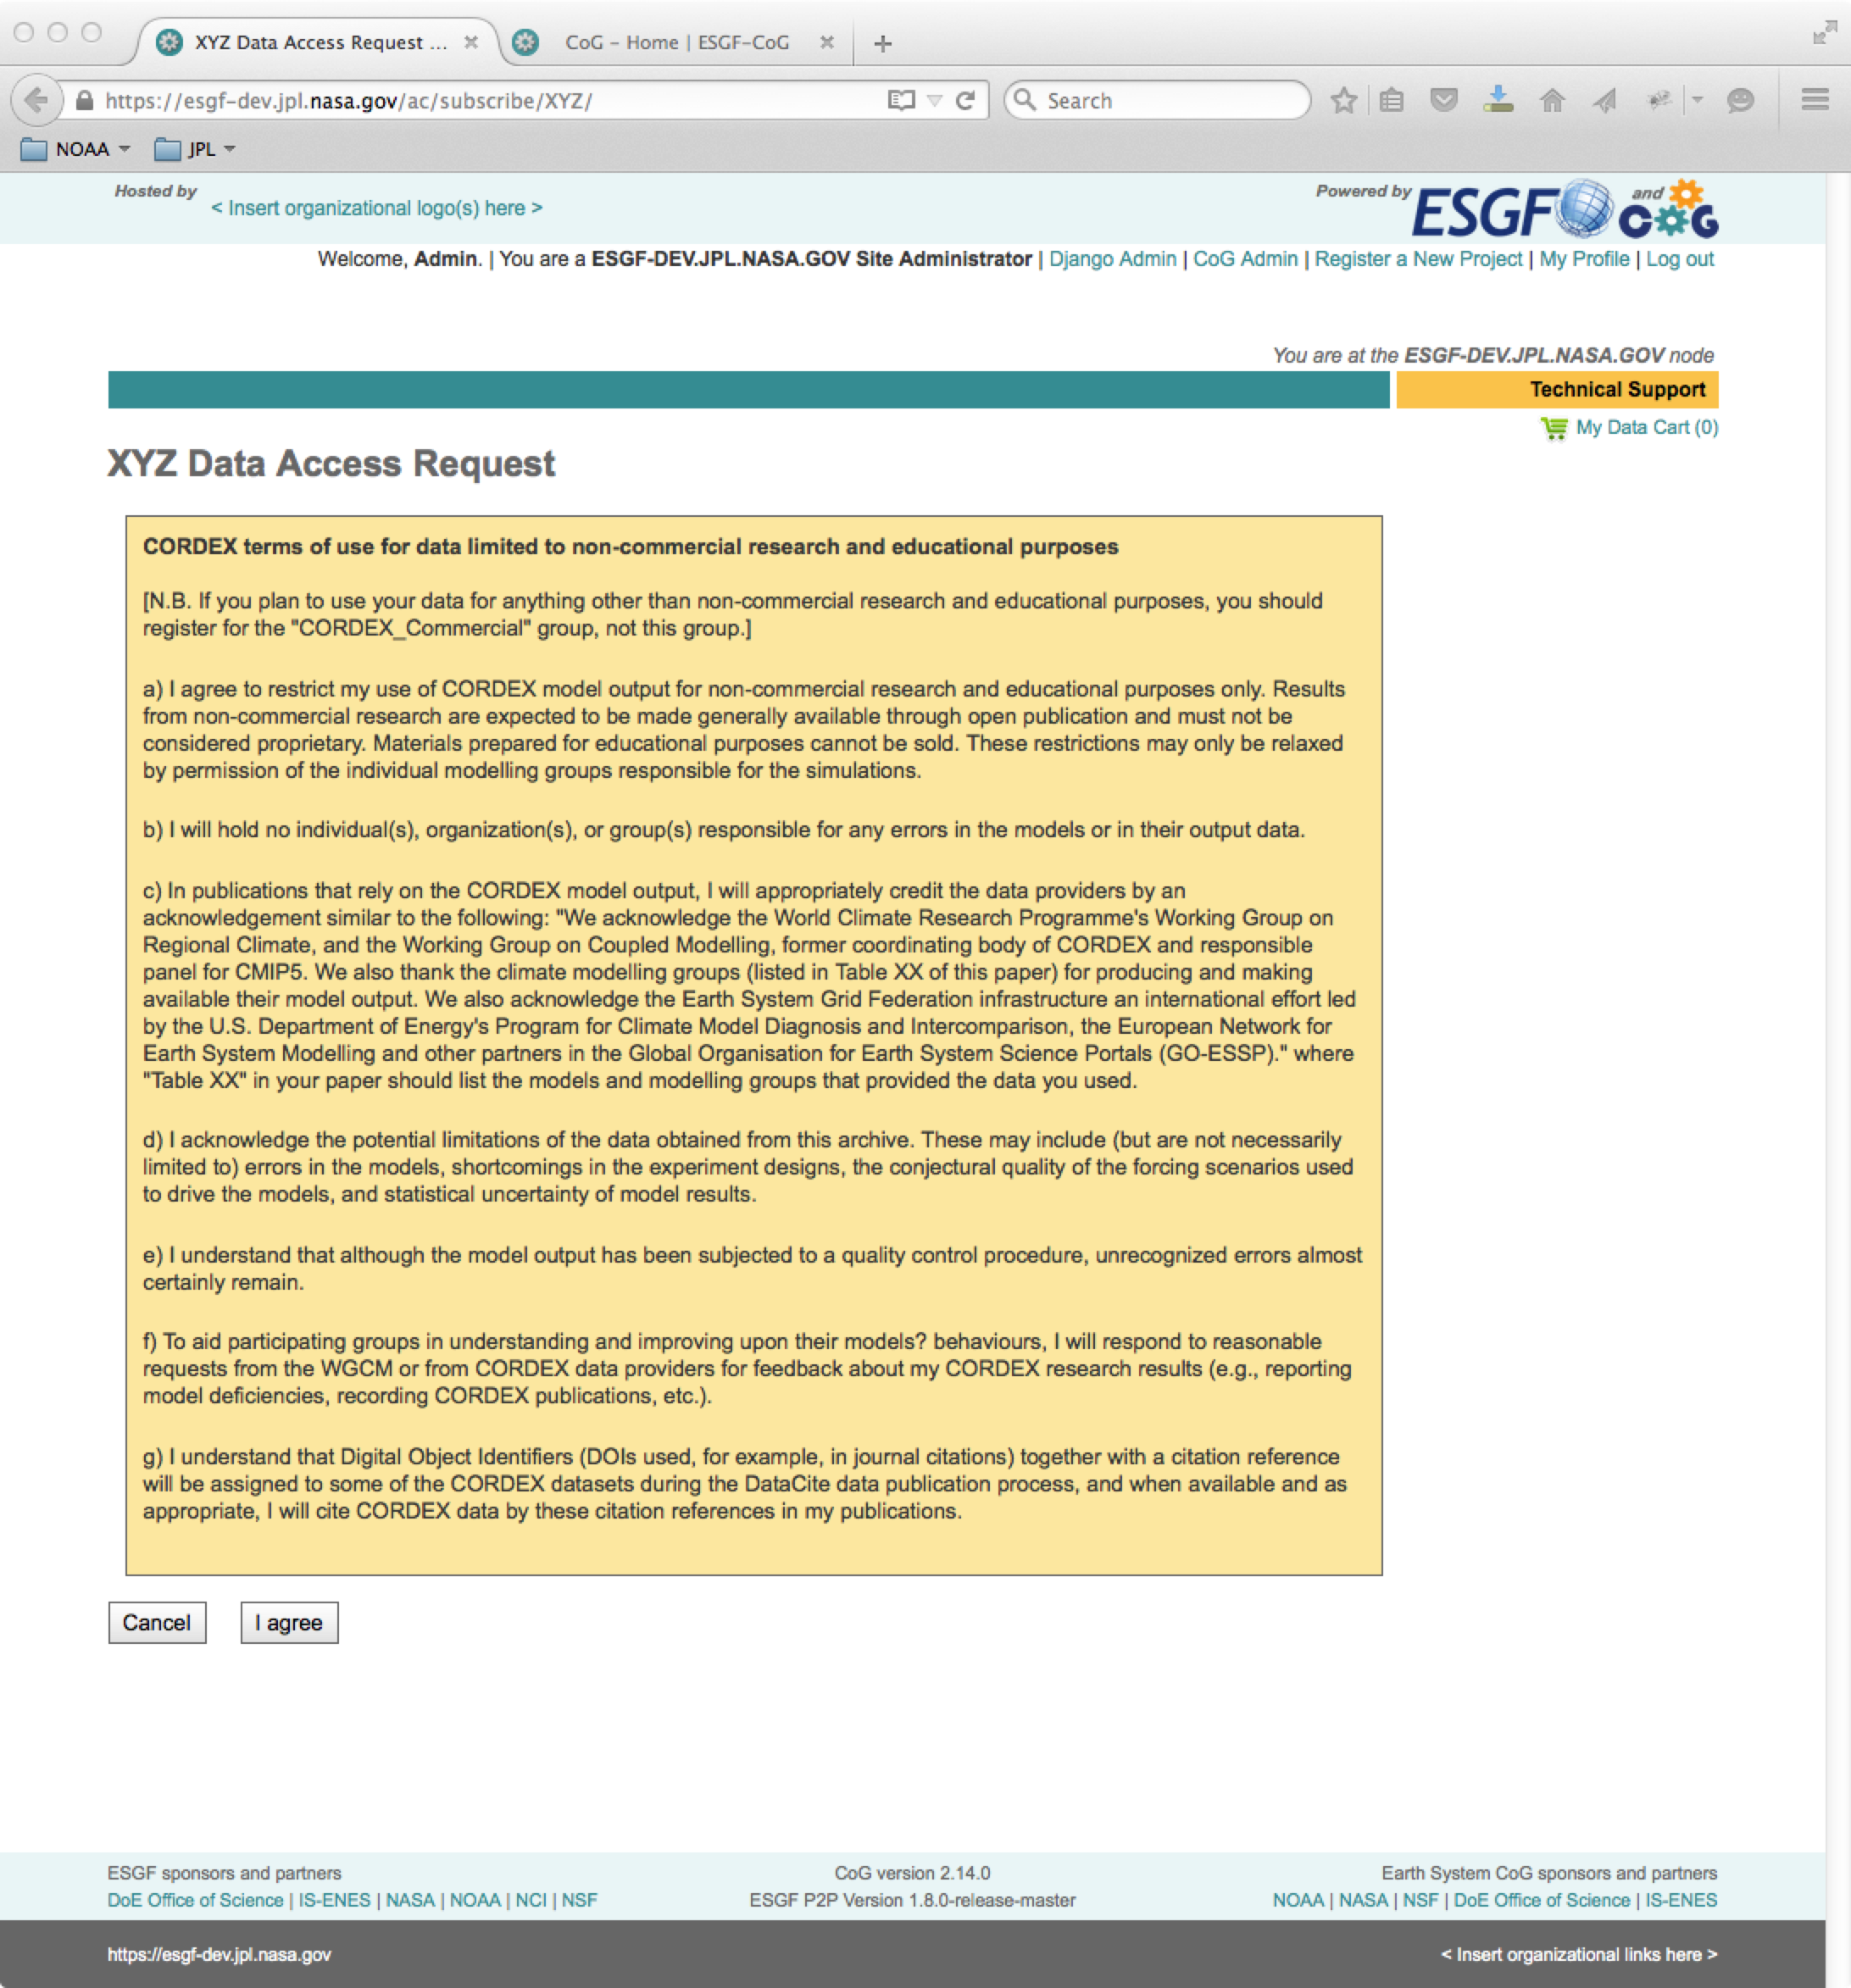 XYZ Data Access Request ...
CoG – Home | ESGF-CoG
https://esgf-dev.jpl.nasa.gov/ac/subscribe/XYZ/
Search
NOAA
JPL
Hosted by
< Insert organizational logo(s) here >
Powered by
ESGF and CoG
Welcome, Admin. | You are a ESGF-DEV.JPL.NASA.GOV Site Administrator | Django Admin | CoG Admin | Register a New Project | My Profile | Log out
You are at the ESGF-DEV.JPL.NASA.GOV node
Technical Support
My Data Cart (0)
XYZ Data Access Request
CORDEX terms of use for data limited to non-commercial research and educational purposes
[N.B. If you plan to use your data for anything other than non-commercial research and educational purposes, you should
register for the "CORDEX_Commercial" group, not this group.]
a) I agree to restrict my use of CORDEX model output for non-commercial research and educational purposes only. Results
from non-commercial research are expected to be made generally available through open publication and must not be
considered proprietary. Materials prepared for educational purposes cannot be sold. These restrictions may only be relaxed
by permission of the individual modelling groups responsible for the simulations.
b) I will hold no individual(s), organization(s), or group(s) responsible for any errors in the models or in their output data.
c) In publications that rely on the CORDEX model output, I will appropriately credit the data providers by an
acknowledgement similar to the following: "We acknowledge the World Climate Research Programme's Working Group on
Regional Climate, and the Working Group on Coupled Modelling, former coordinating body of CORDEX and responsible
panel for CMIP5. We also thank the climate modelling groups (listed in Table XX of this paper) for producing and making
available their model output. We also acknowledge the Earth System Grid Federation infrastructure an international effort led
by the U.S. Department of Energy's Program for Climate Model Diagnosis and Intercomparison, the European Network for
Earth System Modelling and other partners in the Global Organisation for Earth System Science Portals (GO-ESSP)." where
"Table XX" in your paper should list the models and modelling groups that provided the data you used.
d) I acknowledge the potential limitations of the data obtained from this archive. These may include (but are not necessarily
limited to) errors in the models, shortcomings in the experiment designs, the conjectural quality of the forcing scenarios used
to drive the models, and statistical uncertainty of model results.
e) I understand that although the model output has been subjected to a quality control procedure, unrecognized errors almost
certainly remain.
f) To aid participating groups in understanding and improving upon their models? behaviours, I will respond to reasonable
requests from the WGCM or from CORDEX data providers for feedback about my CORDEX research results (e.g., reporting
model deficiencies, recording CORDEX publications, etc.).
g) I understand that Digital Object Identifiers (DOIs used, for example, in journal citations) together with a citation reference
will be assigned to some of the CORDEX datasets during the DataCite data publication process, and when available and as
appropriate, I will cite CORDEX data by these citation references in my publications.
Cancel
I agree
ESGF sponsors and partners
DoE Office of Science | IS-ENES | NASA | NOAA | NCI | NSF
CoG version 2.14.0
ESGF P2P Version 1.8.0-release-master
Earth System CoG sponsors and partners
NOAA | NASA | NSF | DoE Office of Science | IS-ENES
https://esgf-dev.jpl.nasa.gov
< Insert organizational links here >